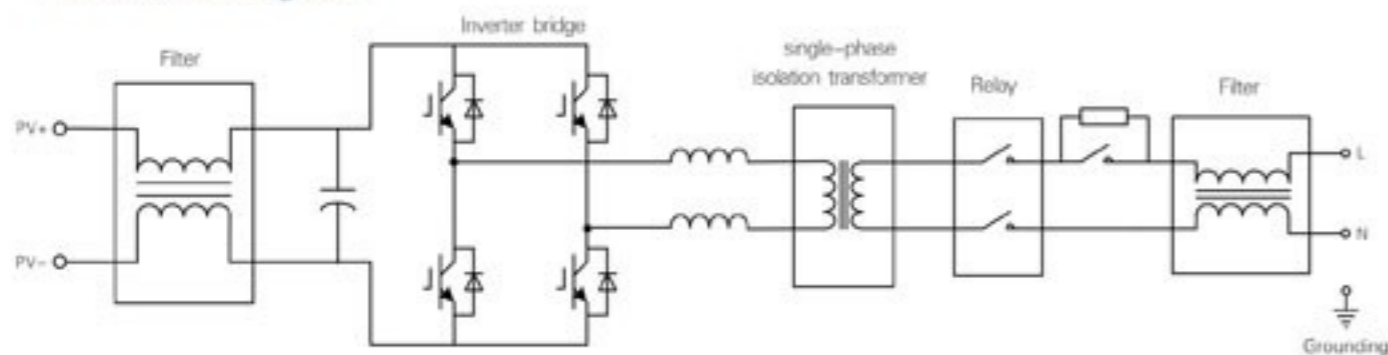 Inverter bridge
Filter
single-phase
isolation transformer
Relay
Filter
PV+
L
N
PV-
Grounding